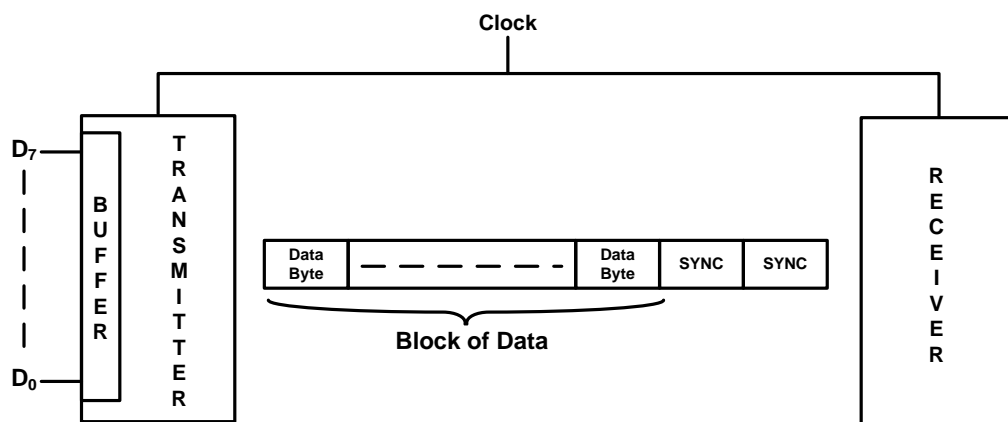 Clock
D₇
D₀
BUFFER
TRANSMITTER
Data
Byte
Data
Byte
SYNC
SYNC
Block of Data
RECEIVER